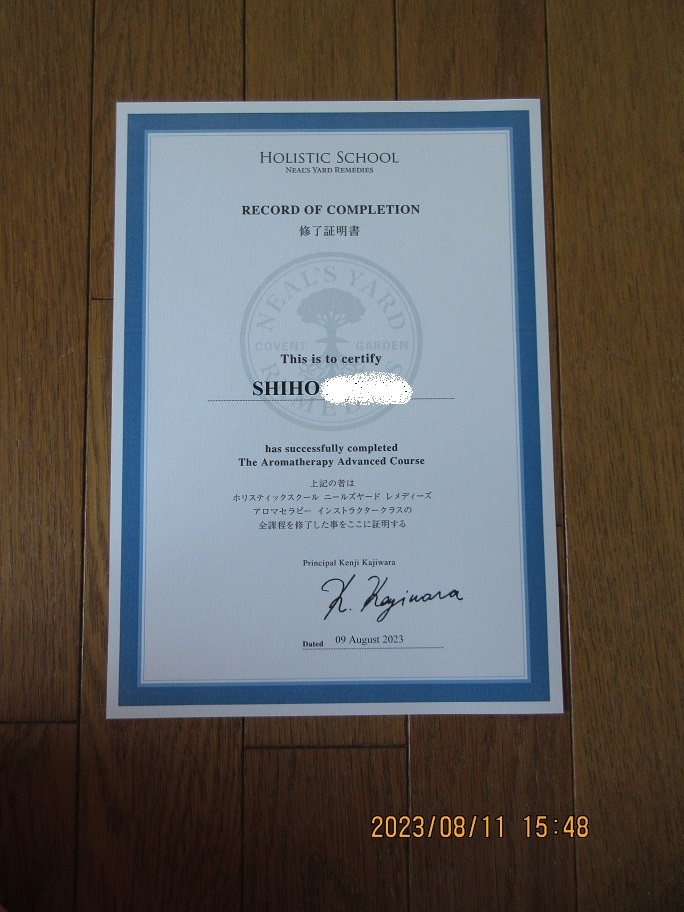 HOLISTIC SCHOOL
NEAL'S YARD REMEDIES
RECORD OF COMPLETION
修了証明書
NEAL'S YARD
COVENT GARDEN
REMEDIES
This is to certify
SHIHO
has successfully completed
The Aromatherapy Advanced Course
上記の者は
ホリスティックスクール ニールズヤード レメディーズ
アロマセラピー インストラクタークラスの
全課程を修了した事をここに証明する
Principal Kenji Kajiwara
K. Kajiwara
Dated 09 August 2023
2023/08/11 15:48